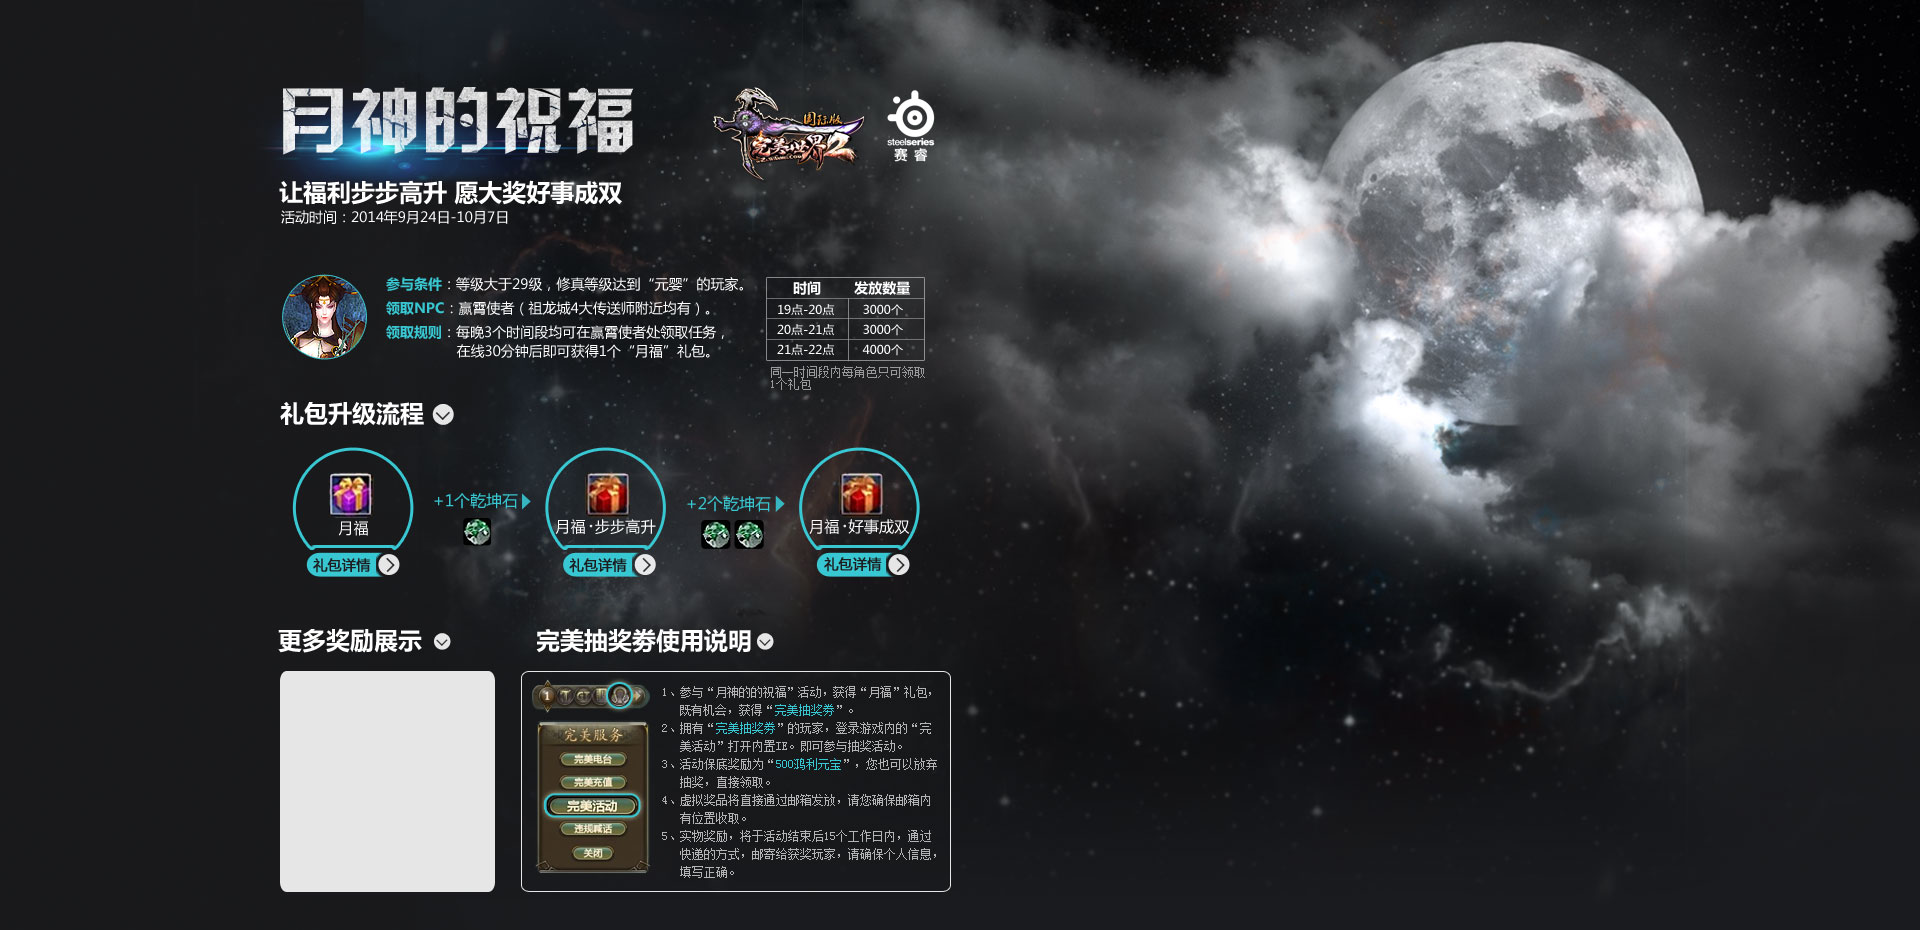 月神的祝福
国际版
完美世界2
steelseries
赛睿
让福利步步高升 愿大奖好事成双
活动时间：2014年9月24日-10月7日
参与条件：等级大于29级，修真等级达到“元婴”的玩家。
领取NPC：赢霄使者（祖龙城4大传送师附近均有）。
领取规则：每晚3个时间段均可在赢霄使者处领取任务，
在线30分钟后即可获得1个“月福”礼包。
时间 发放数量
19点-20点 3000个
20点-21点 3000个
21点-22点 4000个
同一时间段内每角色只可领取
1个礼包
礼包升级流程
月福
+1个乾坤石
月福·步步高升
+2个乾坤石
月福·好事成双
礼包详情
礼包详情
礼包详情
更多奖励展示
完美抽奖券使用说明
1
完美服务
完美电台
完美充值
完美活动
违规喊话
关闭
1、参与“月神的的祝福”活动，获得“月福”礼包，
既有机会，获得“完美抽奖券”。
2、拥有“完美抽奖券”的玩家，登录游戏内的“完
美活动”打开内置IE。即可参与抽奖活动。
3、活动保底奖励为“500鸿利元宝”，您也可以放弃
抽奖，直接领取。
4、虚拟奖品将直接通过邮箱发放，请您确保邮箱内
有位置收取。
5、实物奖励，将于活动结束后15个工作日内，通过
快递的方式，邮寄给获奖玩家，请确保个人信息，
填写正确。